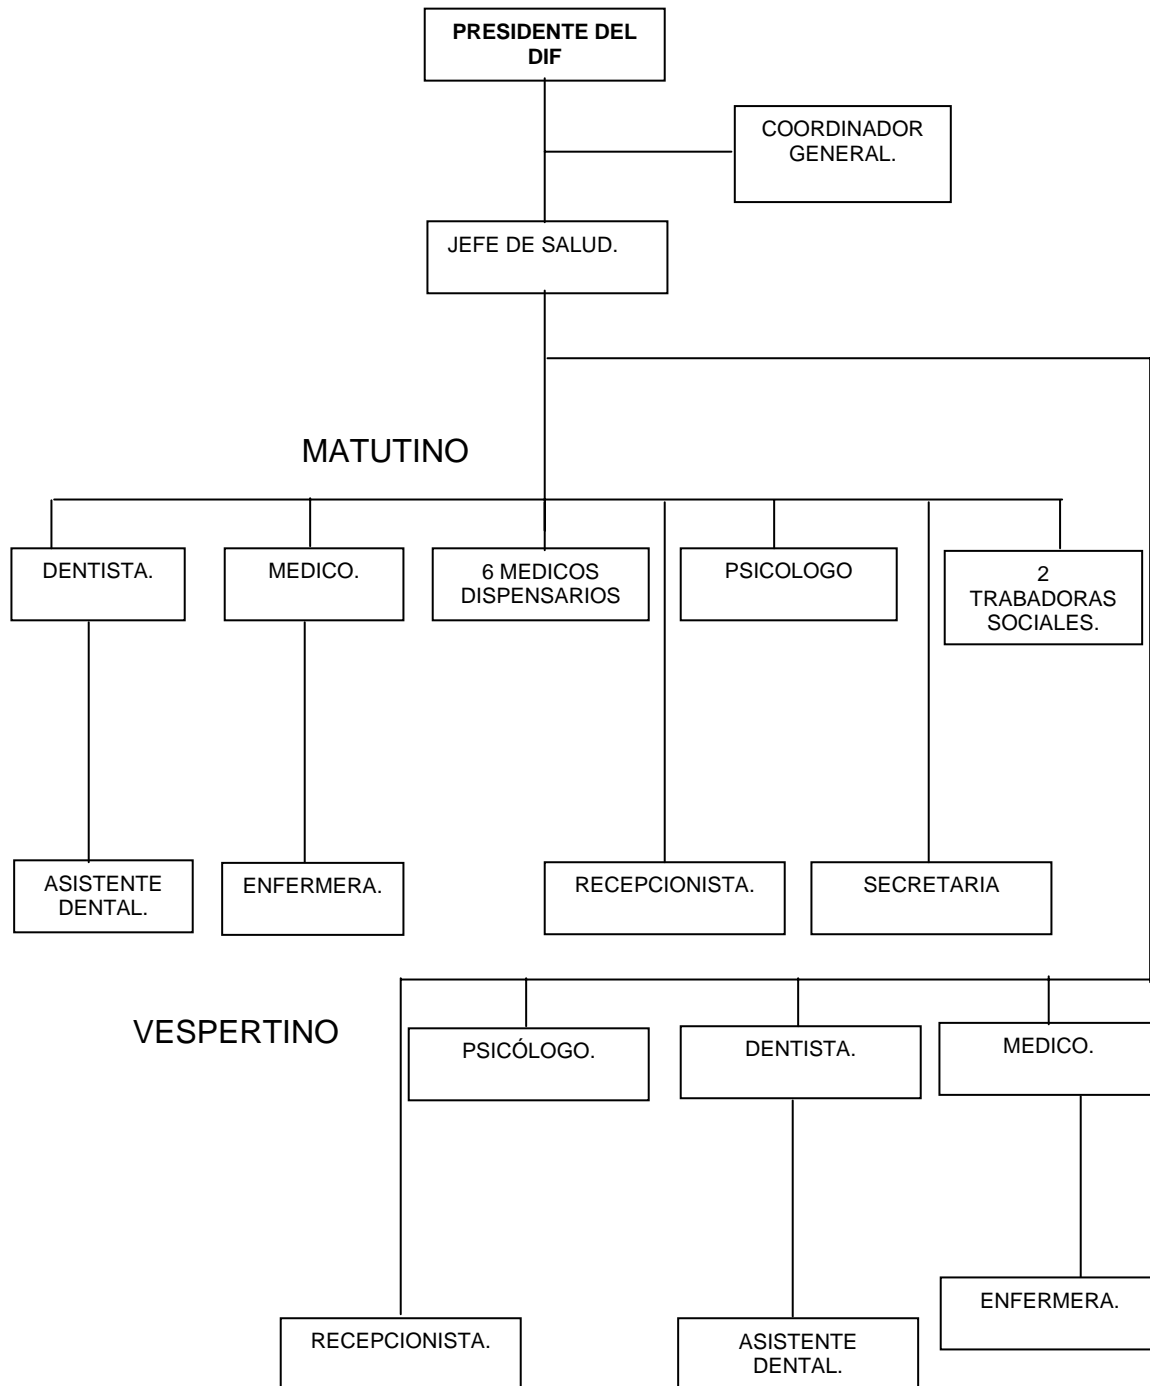 PRESIDENTE DEL
DIF
COORDINADOR
GENERAL.
JEFE DE SALUD.
MATUTINO
DENTISTA.
MEDICO.
6 MEDICOS
DISPENSARIOS
PSICOLOGO
2
TRABADORAS
SOCIALES.
ASISTENTE
DENTAL.
ENFERMERA.
RECEPCIONISTA.
SECRETARIA
VESPERTINO
PSICÓLOGO.
DENTISTA.
MEDICO.
RECEPCIONISTA.
ASISTENTE
DENTAL.
ENFERMERA.